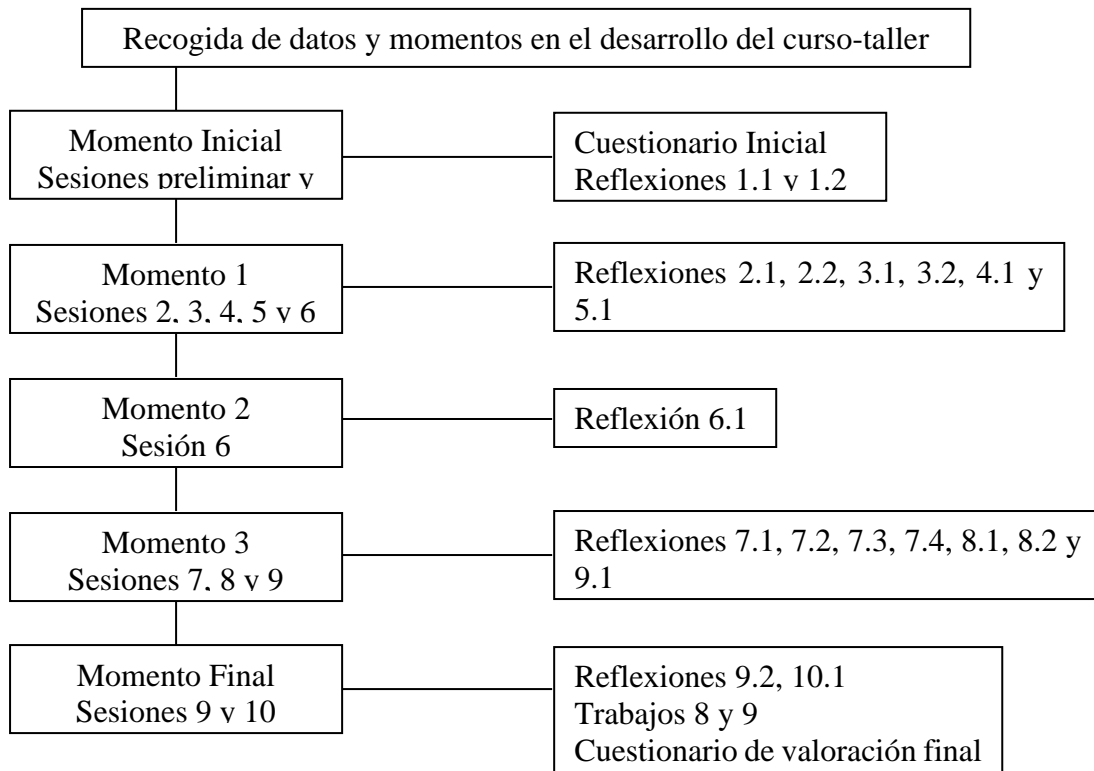 Recogida de datos y momentos en el desarrollo del curso-taller
Momento Inicial
Sesiones preliminar y
Cuestionario Inicial
Reflexiones 1.1 y 1.2
Momento 1
Sesiones 2, 3, 4, 5 y 6
Reflexiones 2.1, 2.2, 3.1, 3.2, 4.1 y
5.1
Momento 2
Sesión 6
Reflexión 6.1
Momento 3
Sesiones 7, 8 y 9
Reflexiones 7.1, 7.2, 7.3, 7.4, 8.1, 8.2 y
9.1
Momento Final
Sesiones 9 y 10
Reflexiones 9.2, 10.1
Trabajos 8 y 9
Cuestionario de valoración final